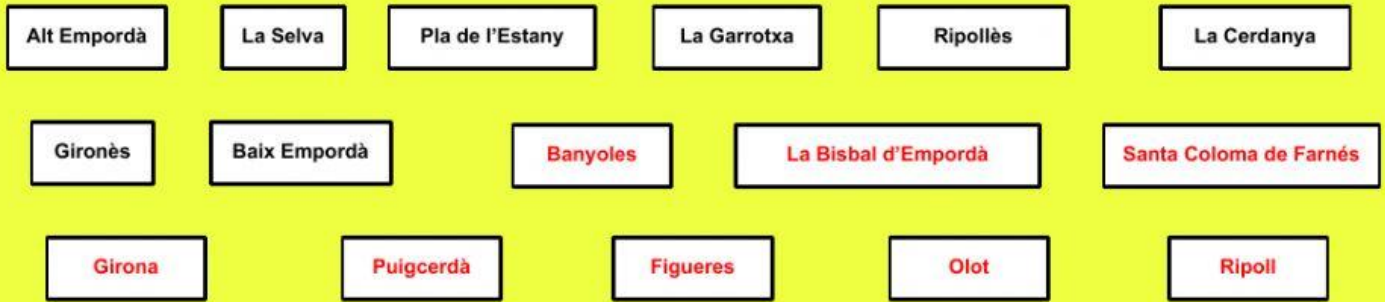 Alt Empordà
La Selva
Pla de l'Estany
La Garrotxa
Ripollès
La Cerdanya
Gironès
Baix Empordà
Banyoles
La Bisbal d'Empordà
Santa Coloma de Farnés
Girona
Puigcerdà
Figueres
Olot
Ripoll